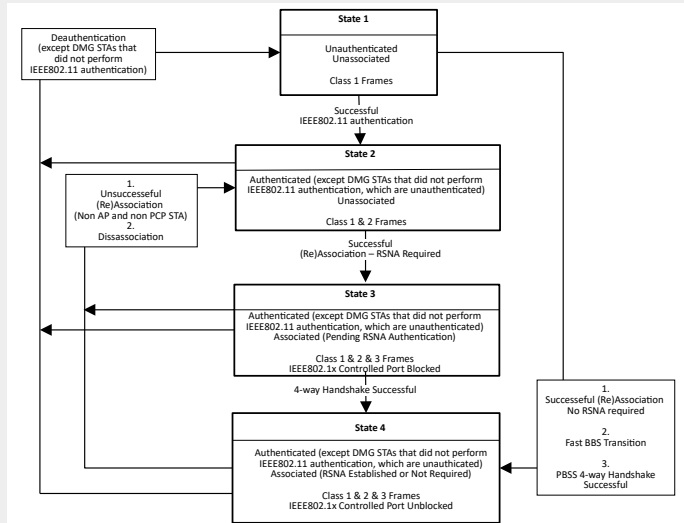 State 1
Deauthentication
(except DMG STAs that
did not perform
IEEE802.11 authentication)
Unauthenticated
Unassociated
Class 1 Frames
Successful
IEEE802.11 authentication
State 2
Authenticated (except DMG STAs that did not perform
IEEE802.11 authentication, which are unauthenticated)
Unassociated
Class 1 & 2 Frames
1.
Unsucceseful
(Re)Association
(Non AP and non PCP STA)
2.
Dissassociation
Successful
(Re)Association – RSNA Required
State 3
Authenticated (except DMG STAs that did not perform
IEEE802.11 authentication, which are unauthenticated)
Associated (Pending RSNA Authentication)
Class 1 & 2 & 3 Frames
IEEE802.1x Controlled Port Blocked
4-way Handshake Successful
State 4
Authenticated (except DMG STAs that did not perform
IEEE802.11 authentication, which are unauthicated)
Associated (RSNA Established or Not Required)
Class 1 & 2 & 3 Frames
IEEE802.1x Controlled Port Unblocked
1.
Succeseful (Re)Association
No RSNA required
2.
Fast BBS Transition
3.
PBSS 4-way Handshake
Successful